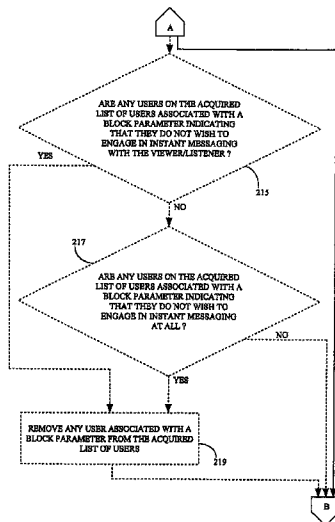 A
ARE ANY USERS ON THE ACQUIRED
LIST OF USERS ASSOCIATED WITH A
BLOCK PARAMETER INDICATING
THAT THEY DO NOT WISH TO
ENGAGE IN INSTANT MESSAGING
WITH THE VIEWER/LISTENER ?
YES
215
NO
217
ARE ANY USERS ON THE ACQUIRED
LIST OF USERS ASSOCIATED WITH A
BLOCK PARAMETER INDICATING
THAT THEY DO NOT WISH TO
ENGAGE IN INSTANT MESSAGING
AT ALL ?
NO
YES
REMOVE ANY USER ASSOCIATED WITH A
BLOCK PARAMETER FROM THE ACQUIRED
LIST OF USERS
219
B